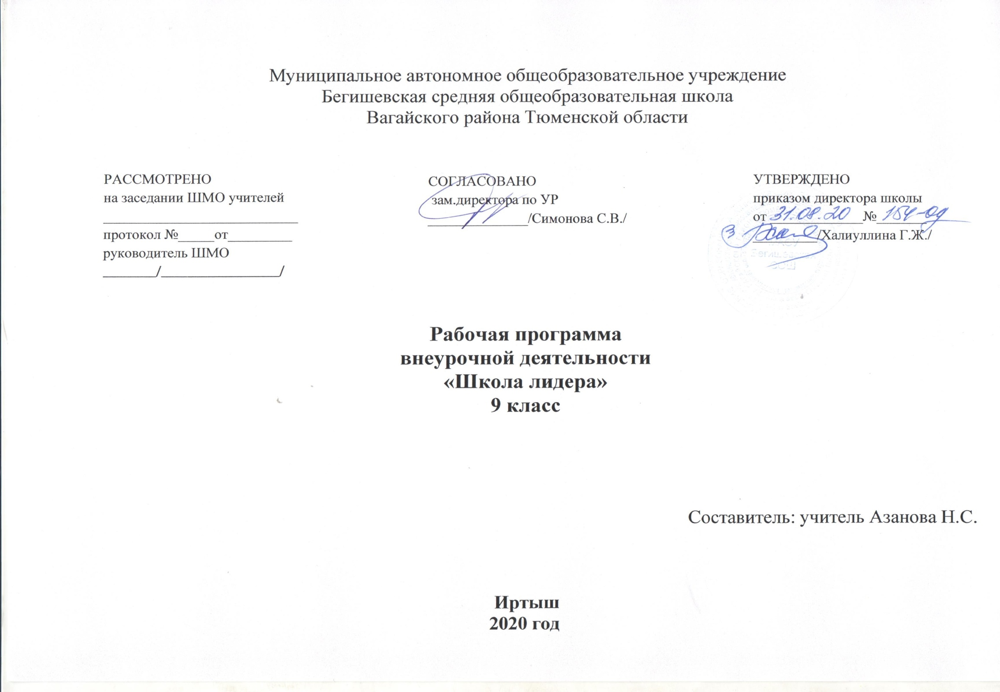 Муниципальное автономное общеобразовательное учреждение
Бегишевская средняя общеобразовательная школа
Вагайского района Тюменской области
РАССМОТРЕНО
на заседании ШМО учителей
____________________________
протокол №_____от_________
руководитель ШМО
_______/________________/
СОГЛАСОВАНО
зам.директора по УР
______________/Симонова С.В./
УТВЕРЖДЕНО
приказом директора школы
от 31.08.20 № 154-од
_________/Халиуллина Г.Ж./
Бегишевская
СОШ
Рабочая программа
внеурочной деятельности
«Школа лидера»
9 класс
Составитель: учитель Азанова Н.С.
Иртыш
2020 год